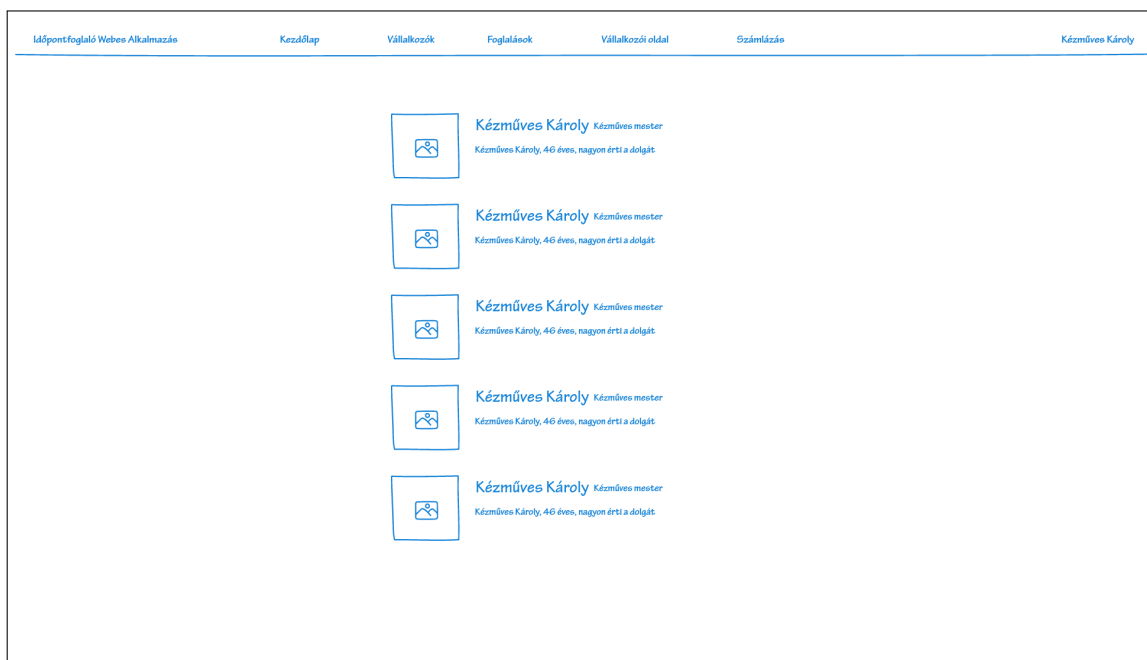 Időpontfoglaló Webes Alkalmazás Kezdőlap Vállalkozók Foglalások Vállalkozói oldal Számlázás Kézműves Károly
Kézműves Károly Kézműves mester
Kézműves Károly, 46 éves, nagyon érti a dolgát
Kézműves Károly Kézműves mester
Kézműves Károly, 46 éves, nagyon érti a dolgát
Kézműves Károly Kézműves mester
Kézműves Károly, 46 éves, nagyon érti a dolgát
Kézműves Károly Kézműves mester
Kézműves Károly, 46 éves, nagyon érti a dolgát
Kézműves Károly Kézműves mester
Kézműves Károly, 46 éves, nagyon érti a dolgát